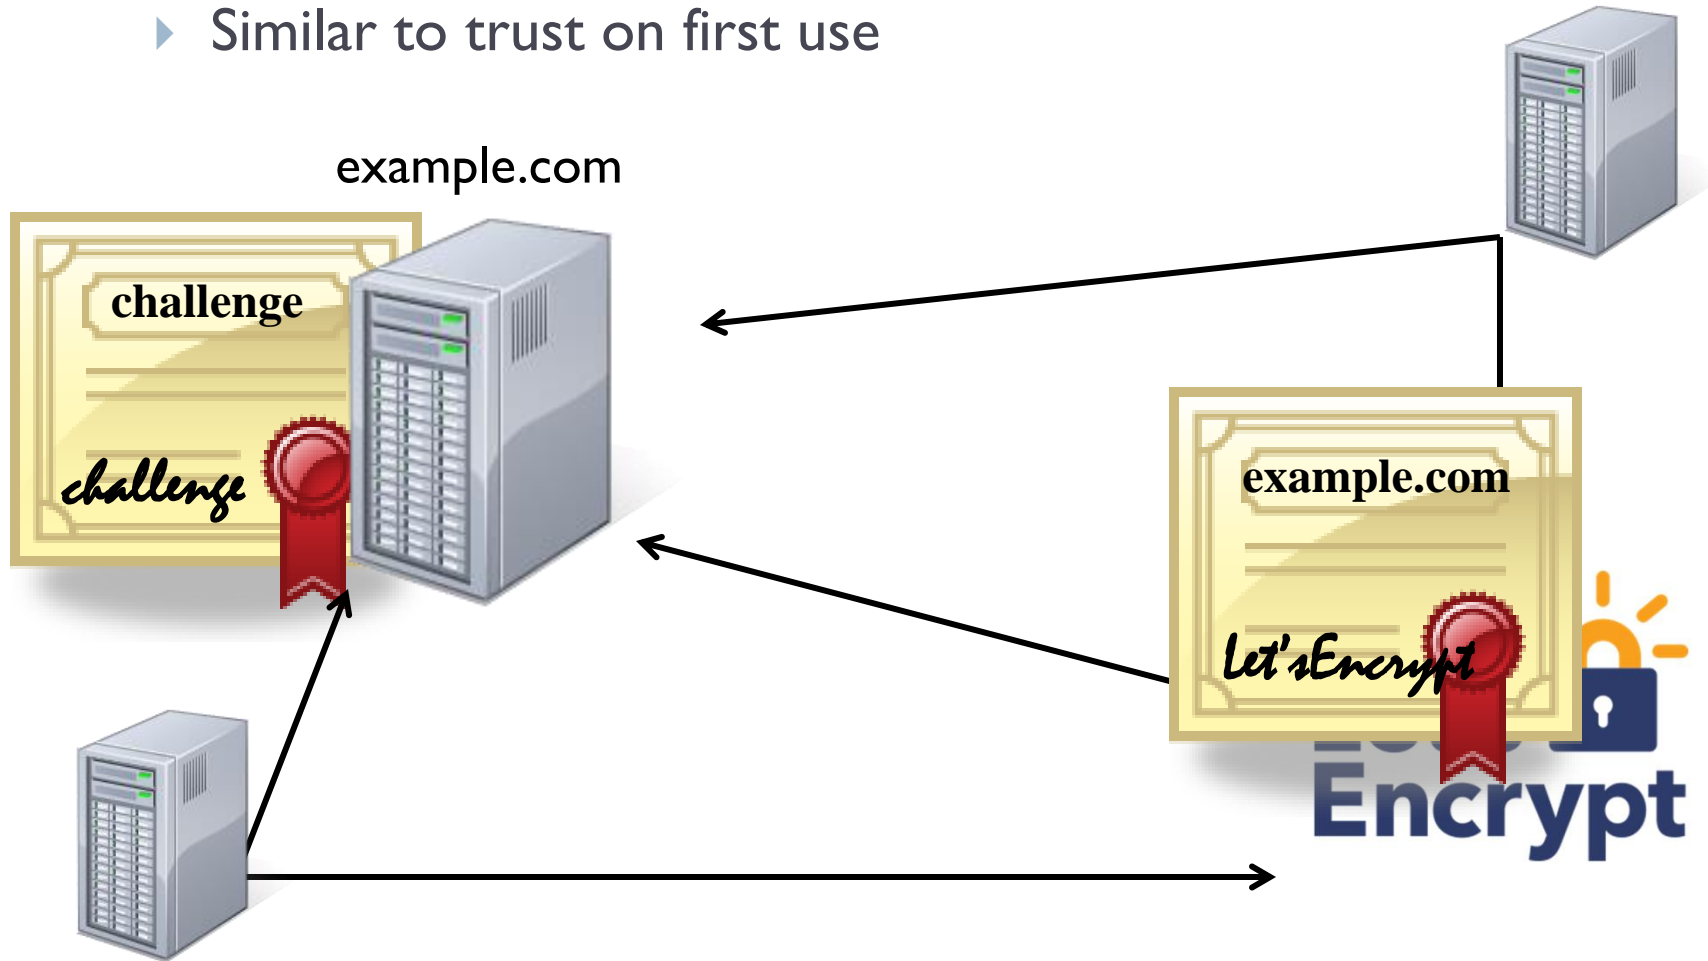 Similar to trust on first use
example.com
challenge
challenge
example.com
Let'sEncrypt
Encrypt